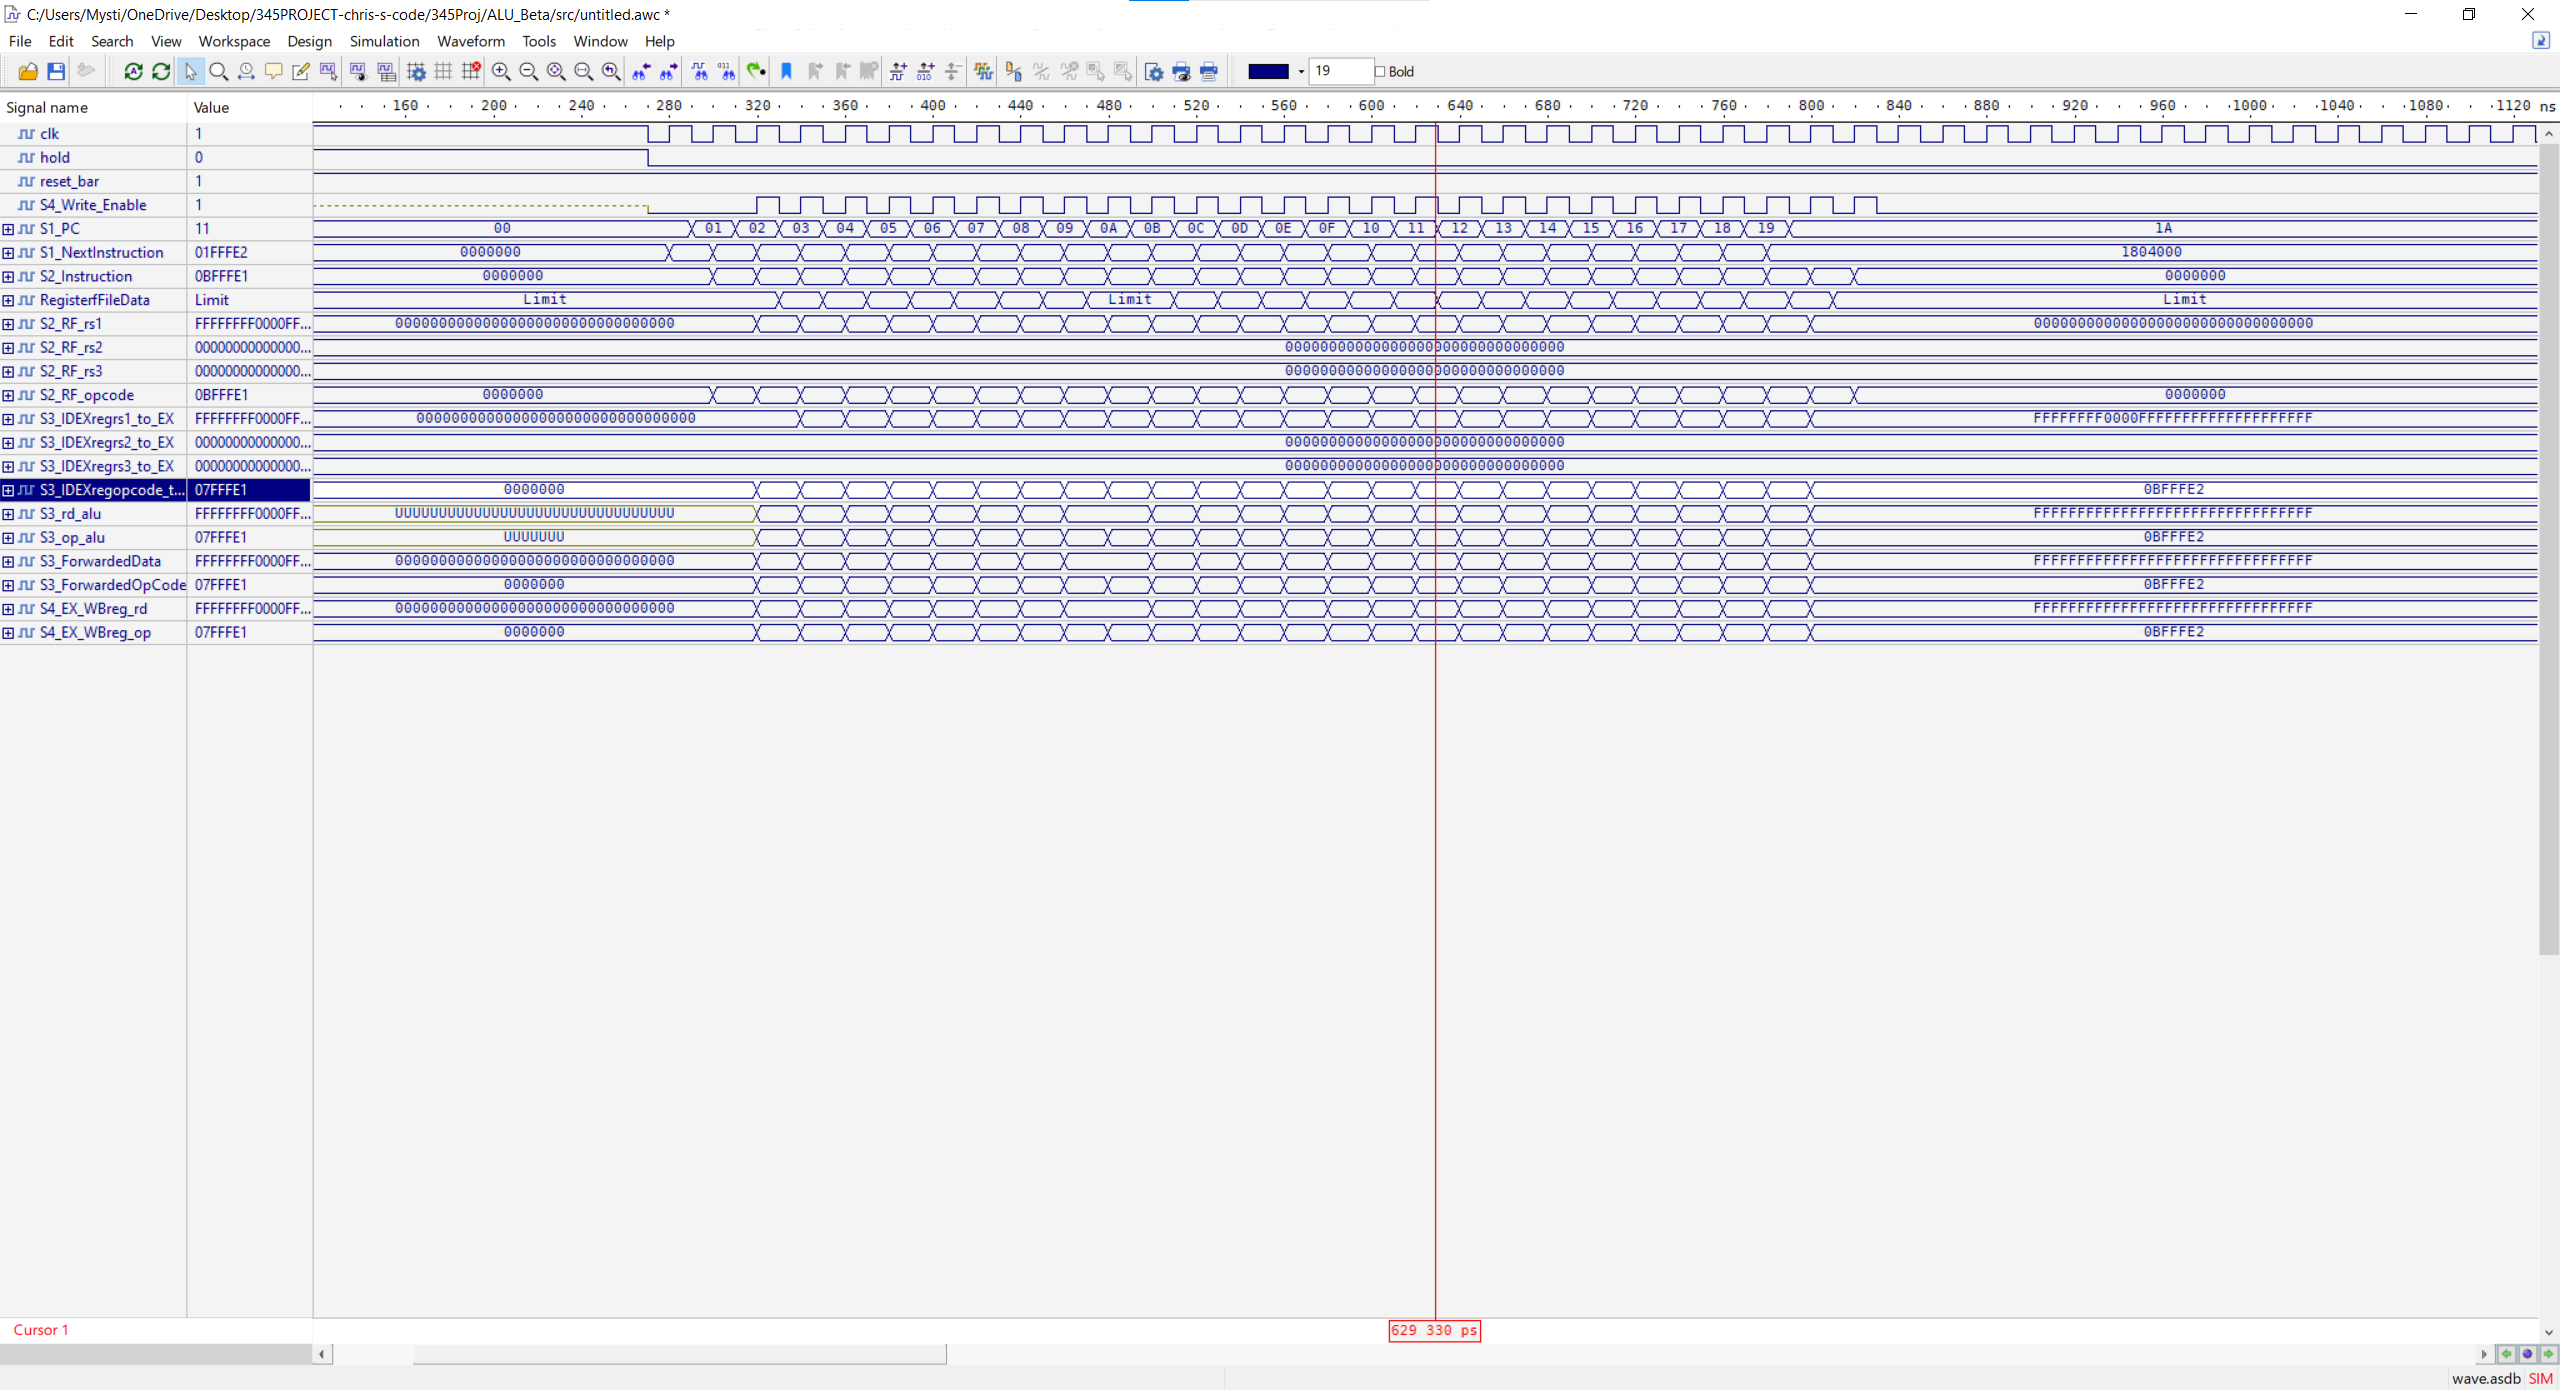 C:/Users/Mysti/OneDrive/Desktop/345PROJECT-chris-s-code/345Proj/ALU_Beta/src/untitled.awc *
File Edit Search View Workspace Design Simulation Waveform Tools Window Help
19 Bold
Signal name Value 160 200 240 280 320 360 400 440 480 520 560 600 640 680 720 760 800 840 880 920 960 1000 1040 1080 1120 ns
clk 1
hold 0
reset_bar 1
S4_Write_Enable 1
S1_PC 11 00 01 02 03 04 05 06 07 08 09 0A 0B 0C 0D 0E 0F 10 11 12 13 14 15 16 17 18 19 1A
S1_NextInstruction 01FFFE2 0000000 1804000
S2_Instruction 0BFFFE1 0000000 0000000
RegisterfFileData Limit Limit Limit Limit
S2_RF_rs1 FFFFFFFF0000FF... 00000000000000000000000000000000 00000000000000000000000000000000
S2_RF_rs2 00000000000000... 00000000000000000000000000000000
S2_RF_rs3 00000000000000... 00000000000000000000000000000000
S2_RF_opcode 0BFFFE1 0000000 0000000
S3_IDEXregrs1_to_EX FFFFFFFF0000FF... 00000000000000000000000000000000 FFFFFFFF0000FFFFFFFFFFFFFFFFFFFF
S3_IDEXregrs2_to_EX 00000000000000... 00000000000000000000000000000000
S3_IDEXregrs3_to_EX 00000000000000... 00000000000000000000000000000000
S3_IDEXregopcode_t... 07FFFE1 0000000 0BFFFE2
S3_rd_alu FFFFFFFF0000FF... UUUUUUUUUUUUUUUUUUUUUUUUUUUUUUUU FFFFFFFFFFFFFFFFFFFFFFFFFFFFFFFF
S3_op_alu 07FFFE1 UUUUUUU 0BFFFE2
S3_ForwardedData FFFFFFFF0000FF... 00000000000000000000000000000000 FFFFFFFFFFFFFFFFFFFFFFFFFFFFFFFF
S3_ForwardedOpCode 07FFFE1 0000000 0BFFFE2
S4_EX_WBreg_rd FFFFFFFF0000FF... 00000000000000000000000000000000 FFFFFFFFFFFFFFFFFFFFFFFFFFFFFFFF
S4_EX_WBreg_op 07FFFE1 0000000 0BFFFE2
Cursor 1 629 330 ps
wave.asdb SIM